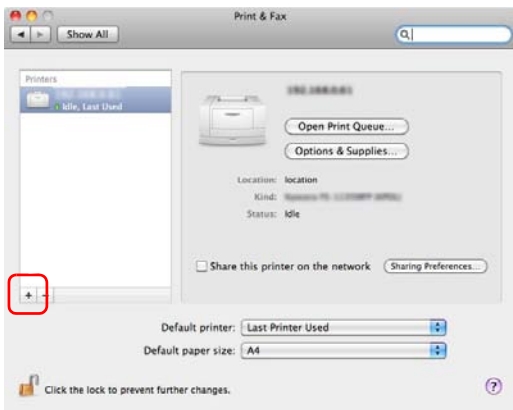 Print & Fax
Show All
Printers
Idle, Last Used
Open Print Queue...
Options & Supplies...
Location: location
Kind:
Status: Idle
Share this printer on the network
Sharing Preferences...
+ -
Default printer: Last Printer Used
Default paper size: A4
Click the lock to prevent further changes.
?